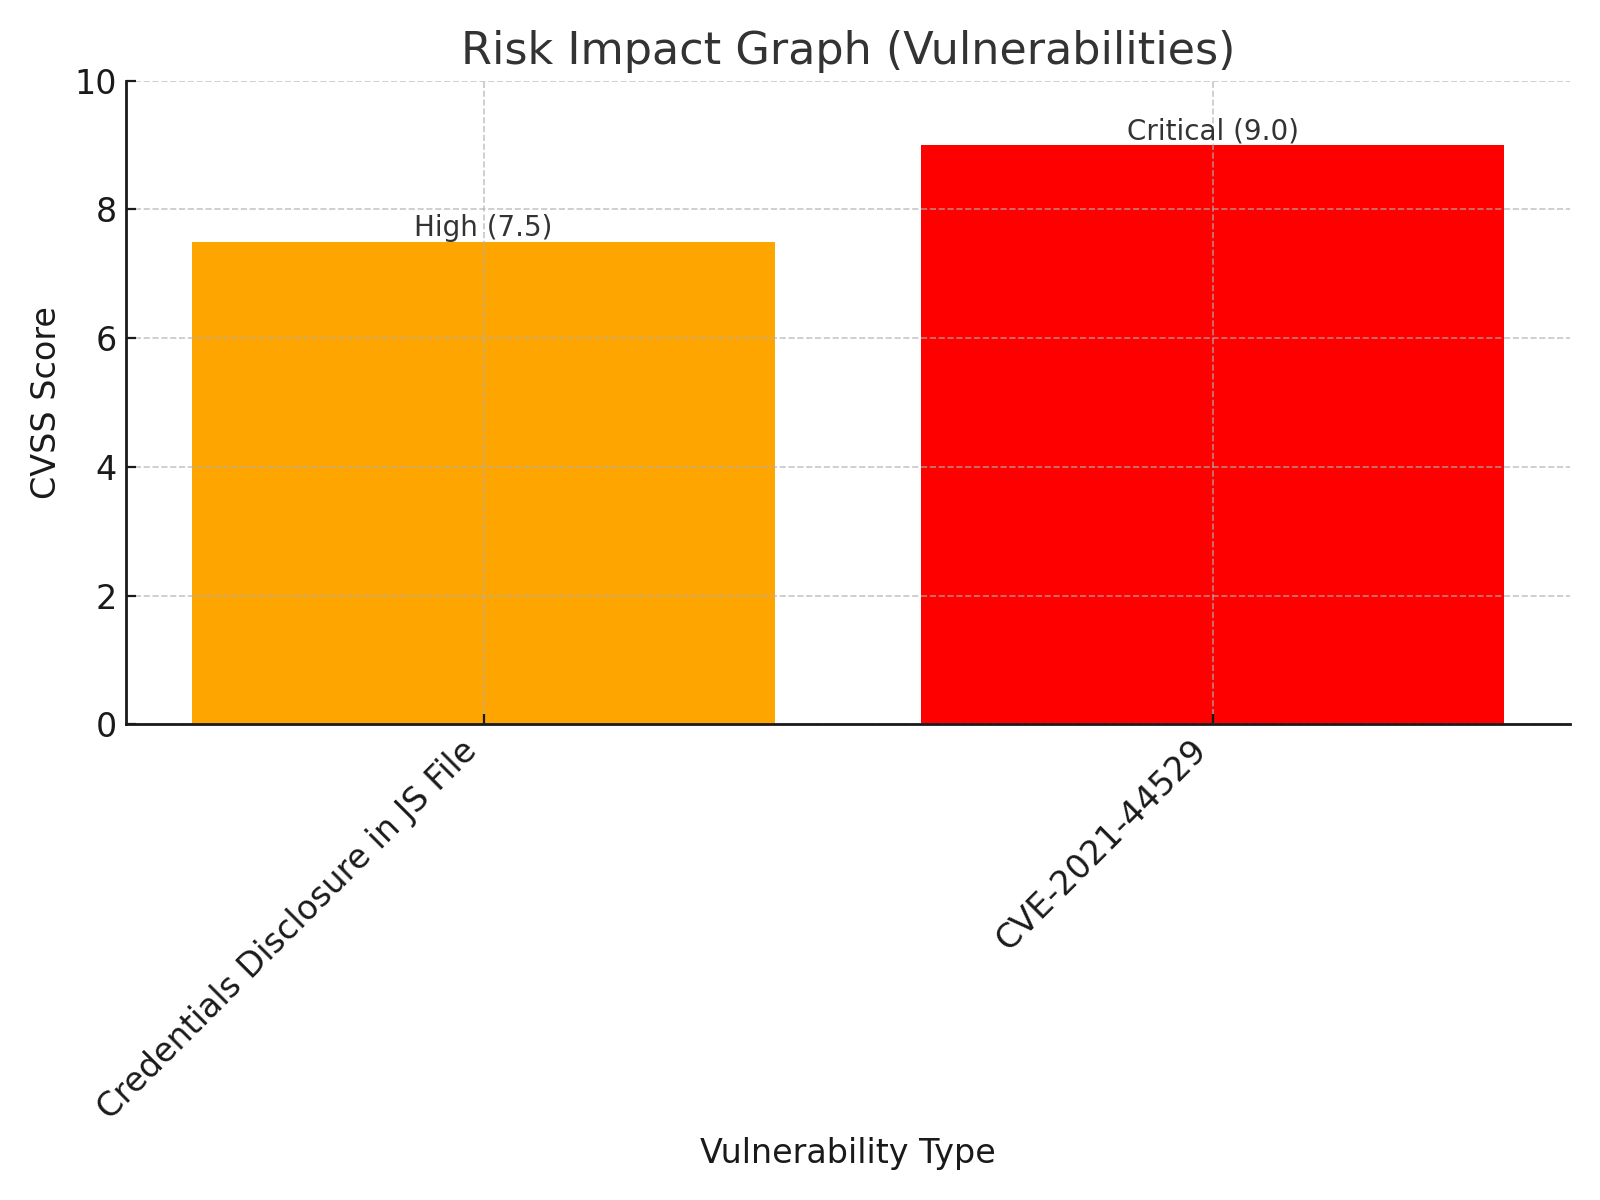 Risk Impact Graph (Vulnerabilities)
10
8
6
4
2
0
CVSS Score
High (7.5)
Critical (9.0)
Credentials Disclosure in JS File
CVE-2021-44529
Vulnerability Type